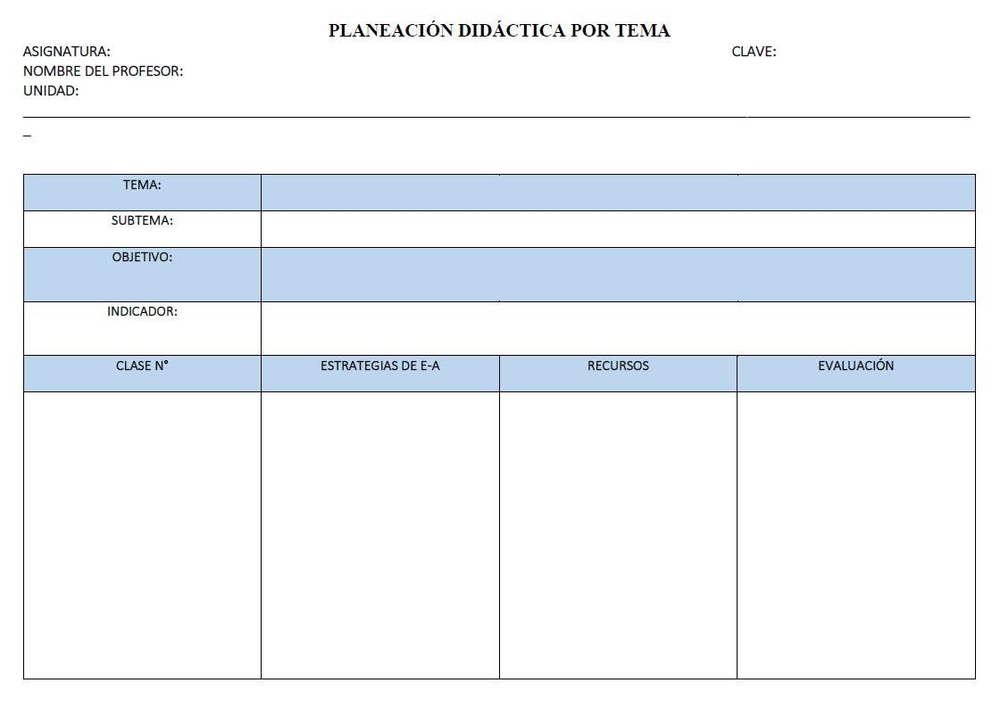 PLANEACIÓN DIDÁCTICA POR TEMA
ASIGNATURA: CLAVE:
NOMBRE DEL PROFESOR:
UNIDAD:
TEMA:
SUBTEMA:
OBJETIVO:
INDICADOR:
CLASE N° ESTRATEGIAS DE E-A RECURSOS EVALUACIÓN